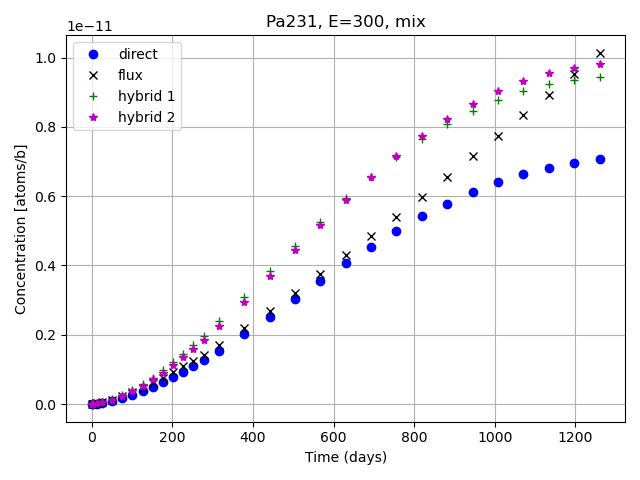 Pa231, E=300, mix
1e−11
direct
flux
hybrid 1
hybrid 2
1.0
0.8
0.6
0.4
0.2
0.0
Concentration [atoms/b]
0 200 400 600 800 1000 1200
Time (days)